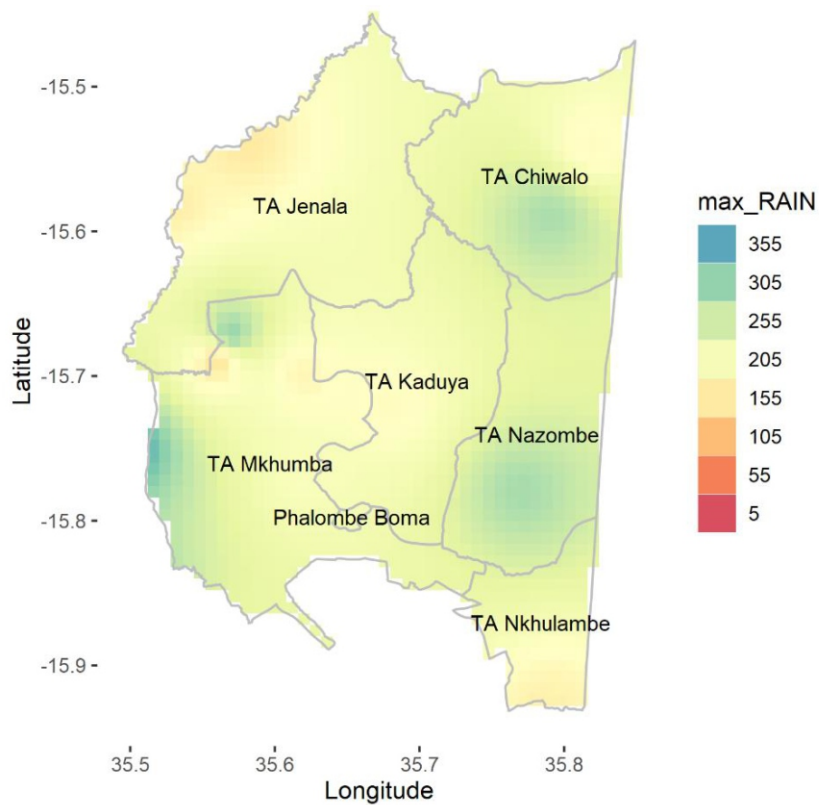 -15.5
TA Chiwalo
TA Jenala
-15.6
-15.7
TA Kaduya
TA Nazombe
TA Mkhumba
-15.8
Phalombe Boma
TA Nkhulambe
-15.9
Latitude
35.5 35.6 35.7 35.8
Longitude
max_RAIN
355
305
255
205
155
105
55
5